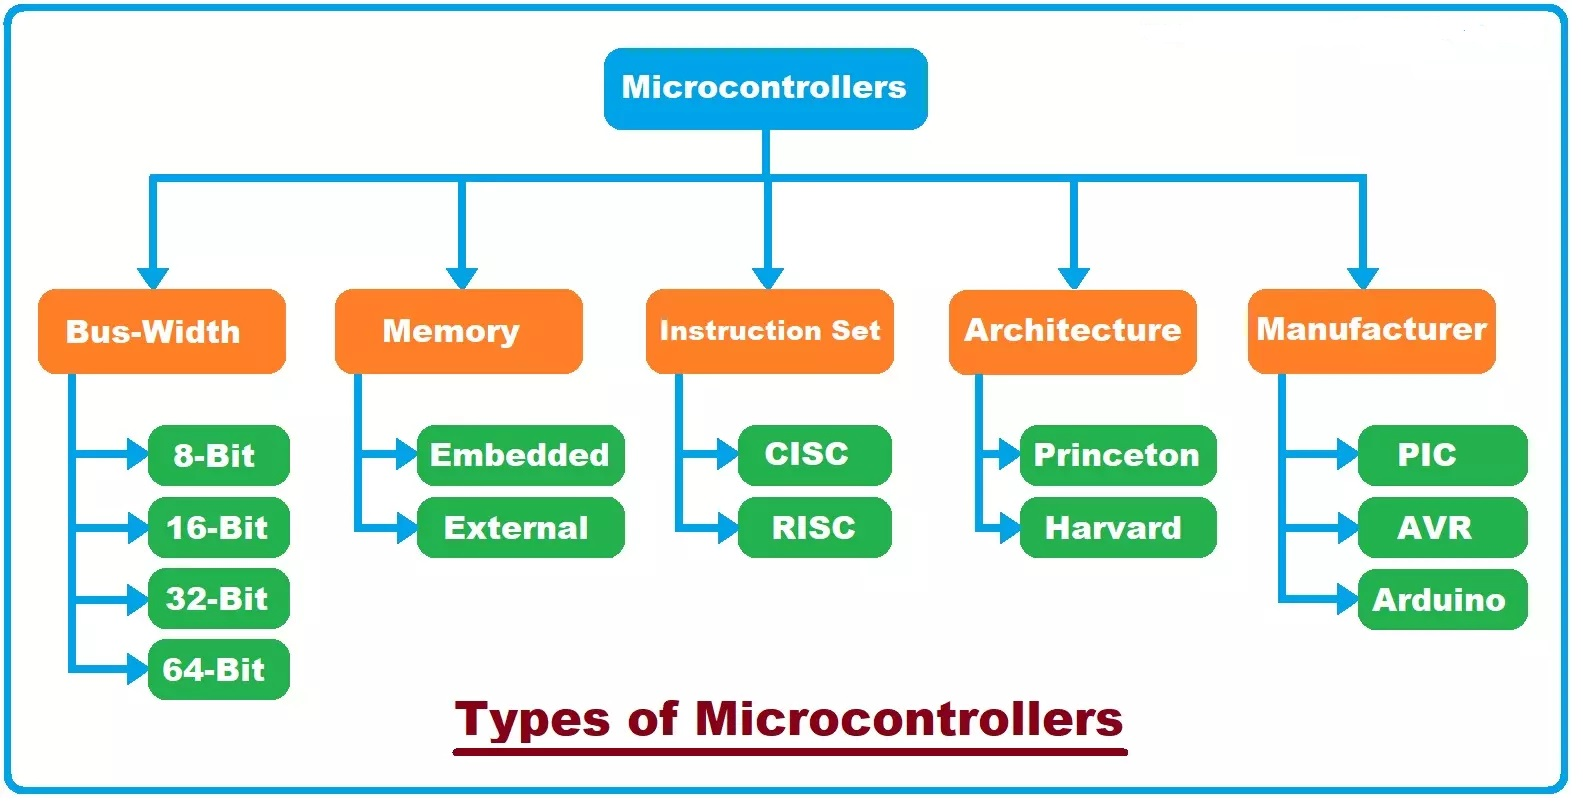 Microcontrollers
Bus-Width
Memory
Instruction Set
Architecture
Manufacturer
8-Bit
16-Bit
32-Bit
64-Bit
Embedded
External
CISC
RISC
Princeton
Harvard
PIC
AVR
Arduino
Types of Microcontrollers